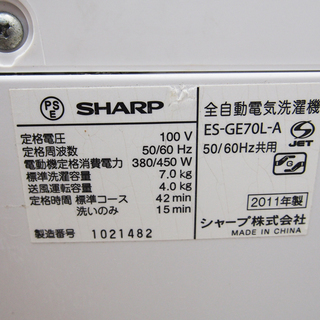 PS
E
SHARP
定格電圧 100 V
定格周波数 50/60 Hz
電動機定格消費電力 380/450 W
標準洗濯容量 7.0 kg
送風運転容量 4.0 kg
定格時間 標準コース 42 min
洗いのみ 15 min
製造番号 1021482
全自動電気洗濯機
ES-GE70L-A
50/60Hz共用
JET
2011年製
シャープ株式会社
MADE IN CHINA